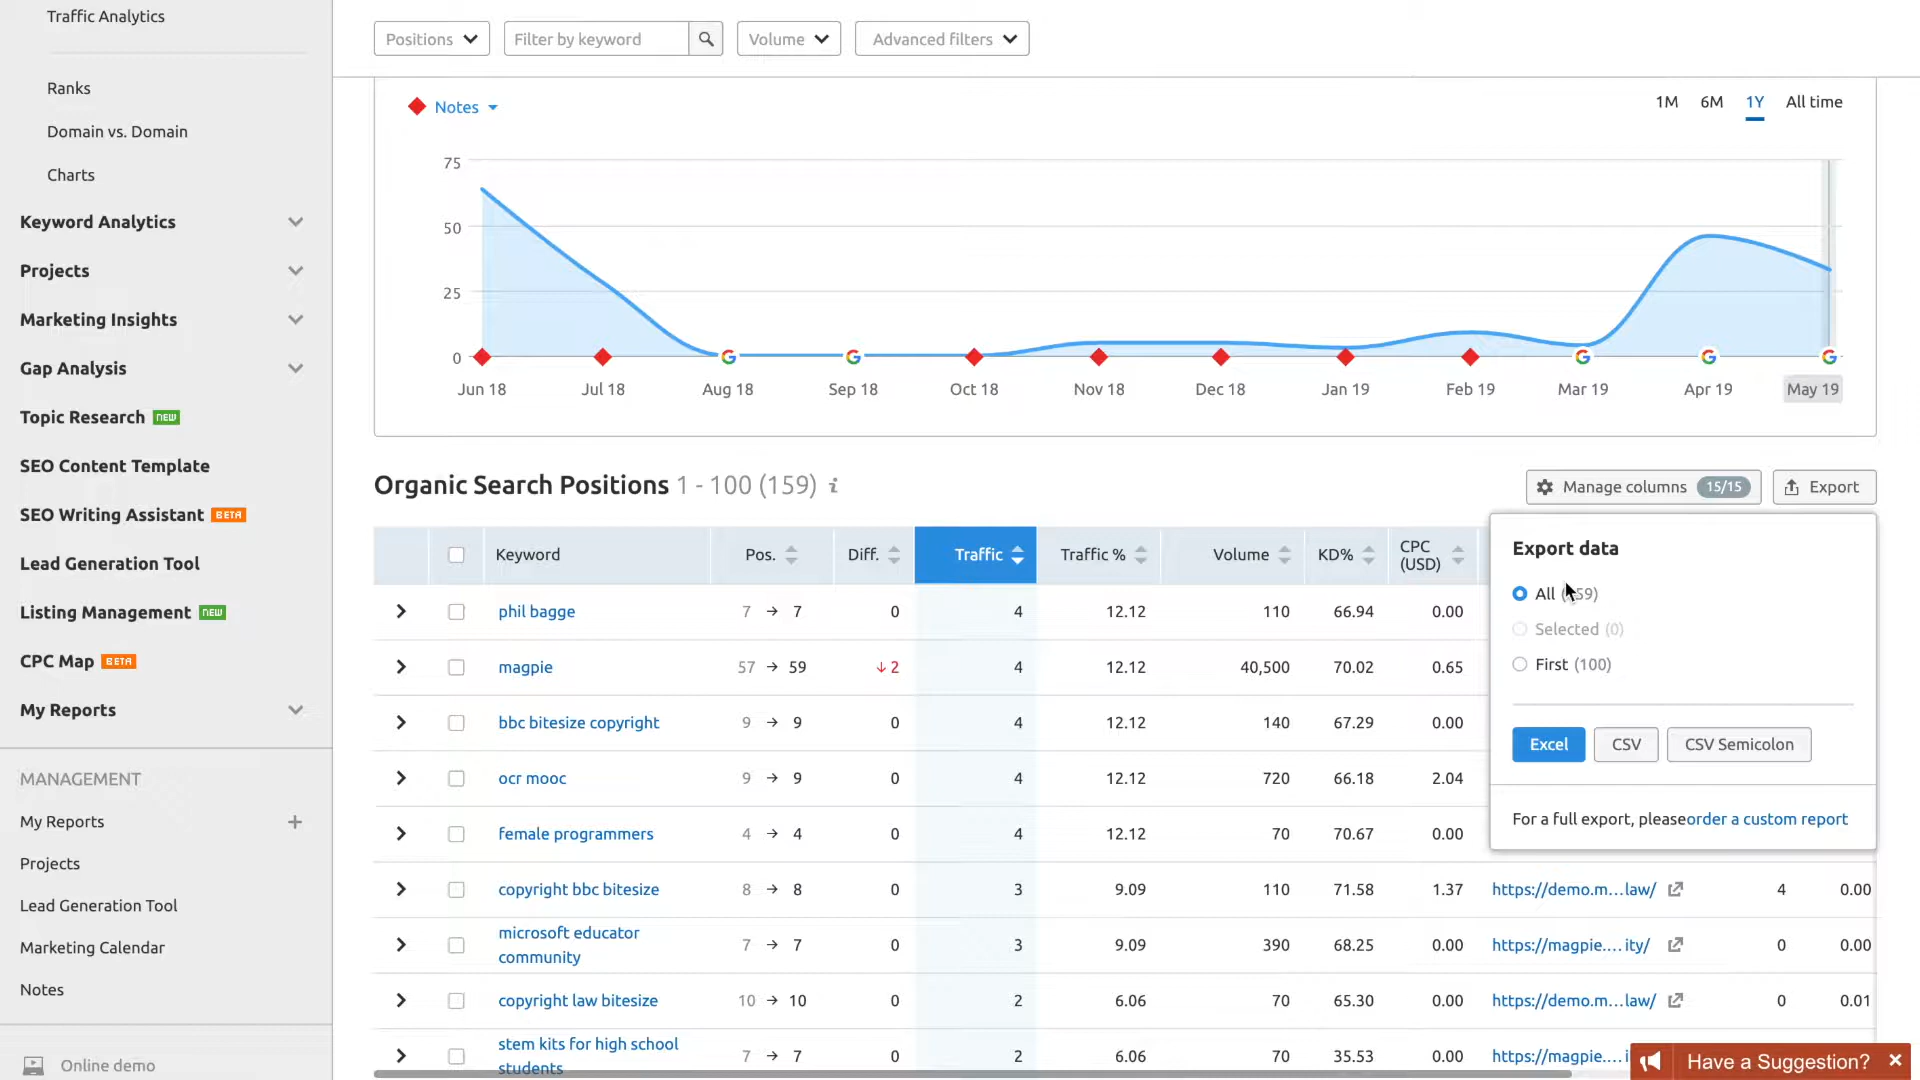 Traffic Analytics
Ranks
Domain vs. Domain
Charts
Keyword Analytics
Projects
Marketing Insights
Gap Analysis
Topic Research NEW
SEO Content Template
SEO Writing Assistant BETA
Lead Generation Tool
Listing Management NEW
CPC Map BETA
My Reports
MANAGEMENT
My Reports +
Projects
Lead Generation Tool
Marketing Calendar
Notes
Online demo
Positions Filter by keyword Volume Advanced filters
Notes 1M 6M 1Y All time
75
50
25
0
Jun 18 Jul 18 Aug 18 Sep 18 Oct 18 Nov 18 Dec 18 Jan 19 Feb 19 Mar 19 Apr 19 May 19
Organic Search Positions 1 - 100 (159) i
Manage columns 15/15 Export
Keyword Pos. Diff. Traffic Traffic % Volume KD% CPC (USD)
phil bagge 7 → 7 0 4 12.12 110 66.94 0.00
magpie 57 → 59 ↓ 2 4 12.12 40,500 70.02 0.65
bbc bitesize copyright 9 → 9 0 4 12.12 140 67.29 0.00
ocr mooc 9 → 9 0 4 12.12 720 66.18 2.04
female programmers 4 → 4 0 4 12.12 70 70.67 0.00
copyright bbc bitesize 8 → 8 0 3 9.09 110 71.58 1.37 https://demo.m...law/ 4 0.00
microsoft educator community 7 → 7 0 3 9.09 390 68.25 0.00 https://magpie....ity/ 0 0.00
copyright law bitesize 10 → 10 0 2 6.06 70 65.30 0.00 https://demo.m...law/ 0 0.01
stem kits for high school students 7 → 7 0 2 6.06 70 35.53 0.00 https://magpie....i
Export data
All
Selected (0)
First (100)
Excel CSV CSV Semicolon
For a full export, pleaseorder a custom report
Have a Suggestion? ×